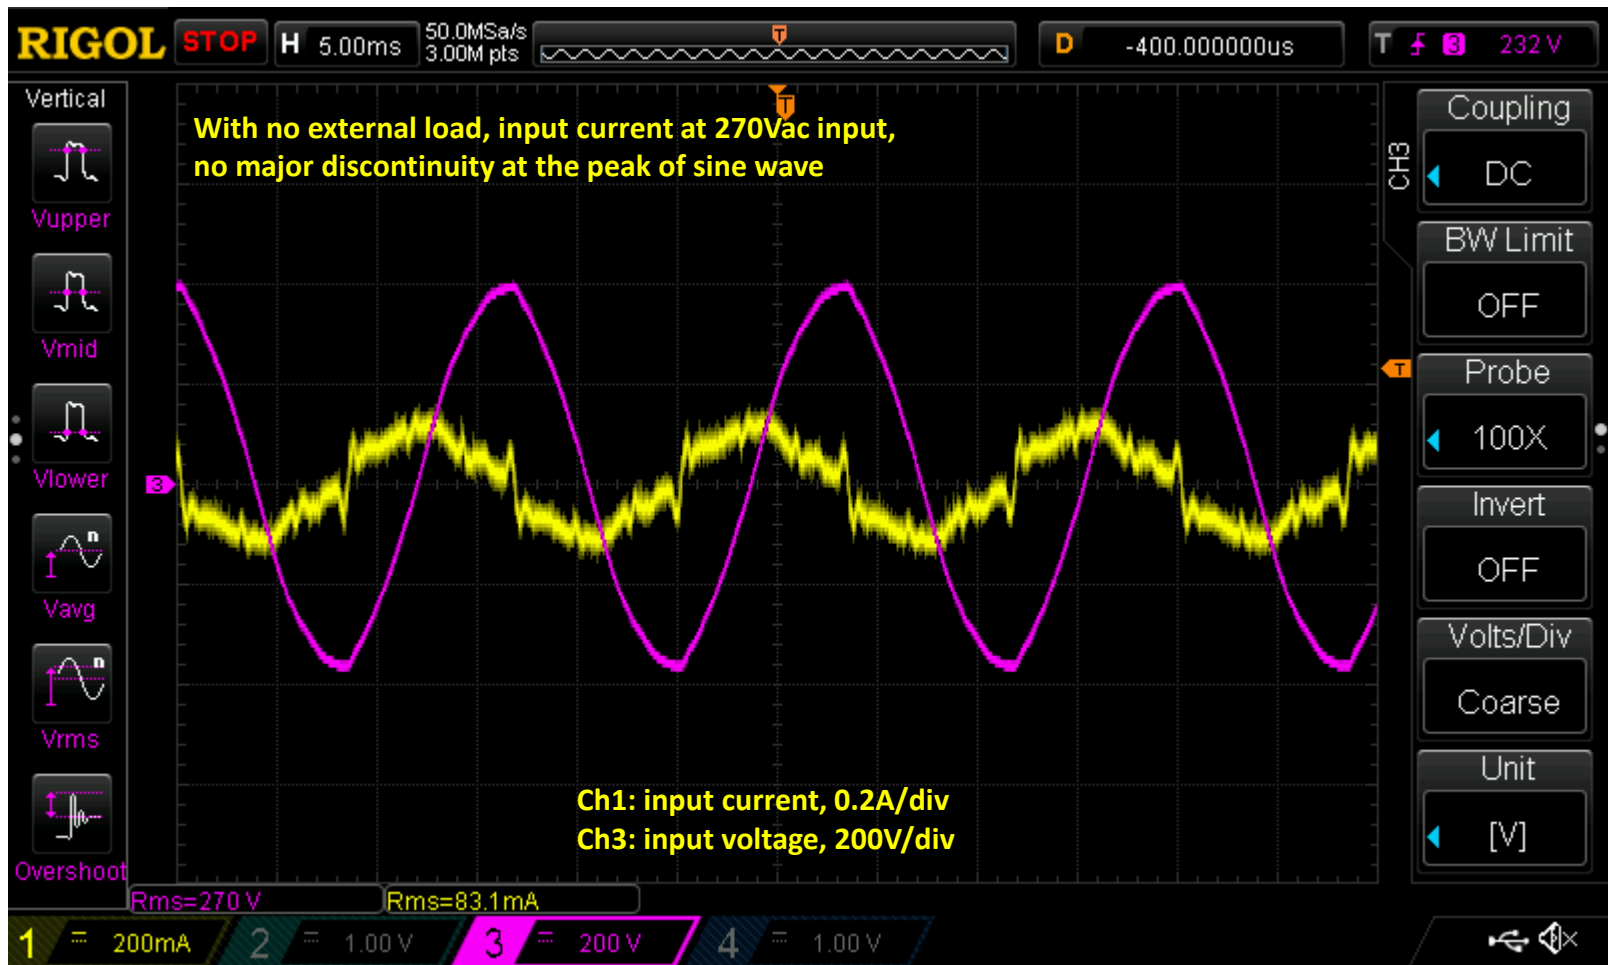 RIGOL STOP H 5.00ms 50.0MSa/s 3.00M pts T D -400.000000us T 3 232 V
Vertical
Vupper
Vmid
Vlower
Vavg
Vrms
Overshoot
T
With no external load, input current at 270Vac input,
no major discontinuity at the peak of sine wave
3
T
Ch1: input current, 0.2A/div
Ch3: input voltage, 200V/div
CH3
Coupling
DC
BW Limit
OFF
Probe
100X
Invert
OFF
Volts/Div
Coarse
Unit
[V]
Rms=270 V Rms=83.1mA
1 200mA 2 1.00 V 3 200 V 4 1.00 V